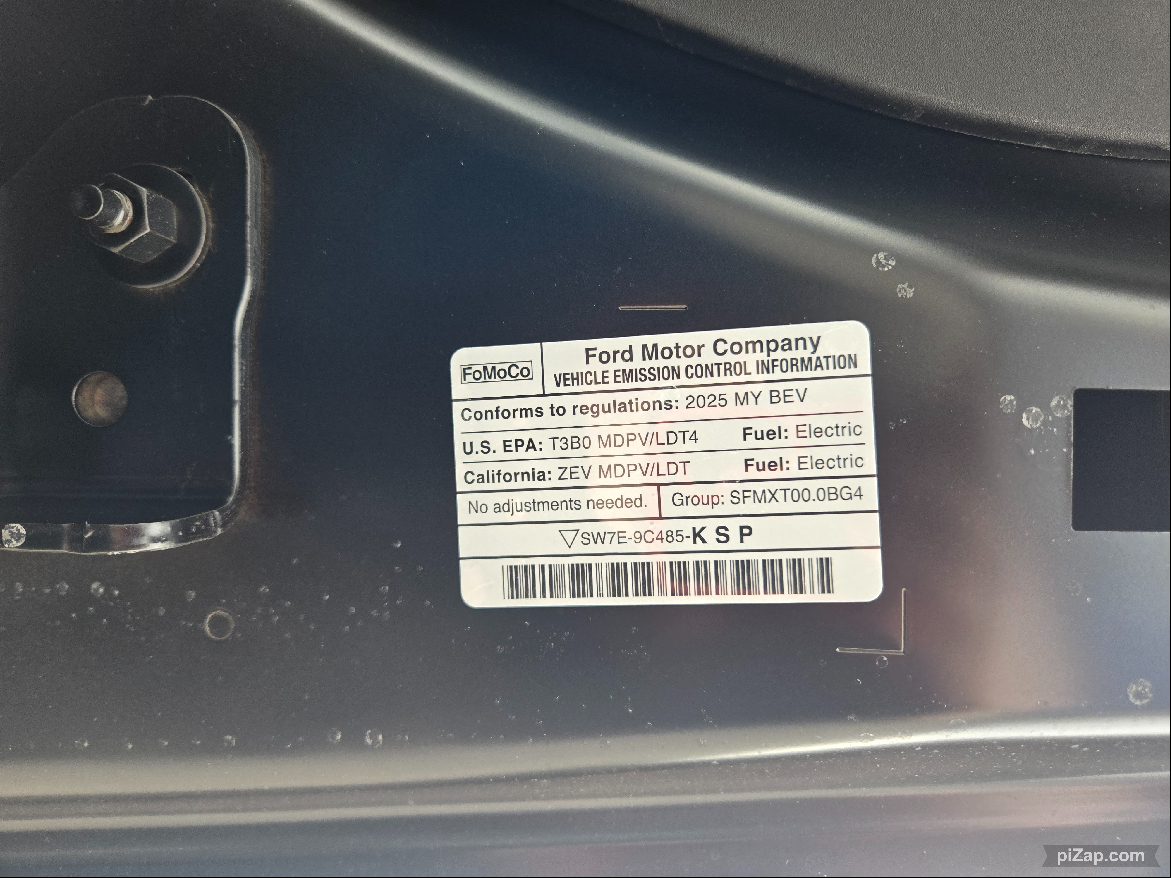 FoMoCo
Ford Motor Company
VEHICLE EMISSION CONTROL INFORMATION
Conforms to regulations: 2025 MY BEV
U.S. EPA: T3B0 MDPV/LDT4 Fuel: Electric
California: ZEV MDPV/LDT Fuel: Electric
No adjustments needed. Group: SFMXT00.0BG4
▽SW7E-9C485-K S P
piZap.com